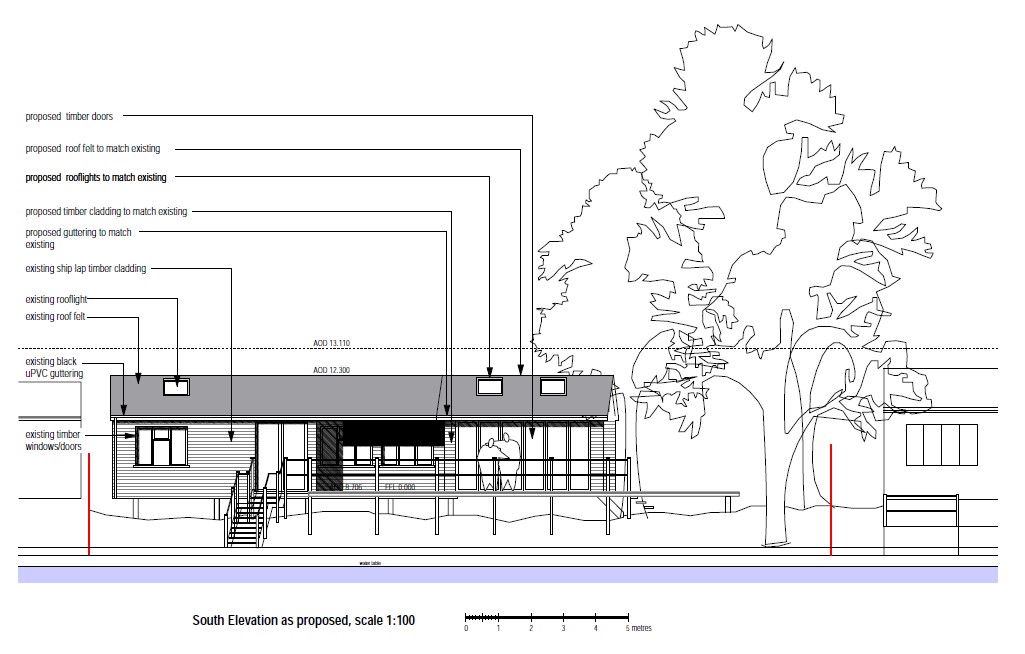 proposed timber doors
proposed roof felt to match existing
proposed rooflights to match existing
proposed timber cladding to match existing
proposed guttering to match
existing
existing ship lap timber cladding
existing rooflight
existing roof felt
AOD 13.110
AOD 12.300
existing black
uPVC guttering
existing timber
windows/doors
FFL 0.000
water table
South Elevation as proposed, scale 1:100
0 1 2 3 4 5 metres